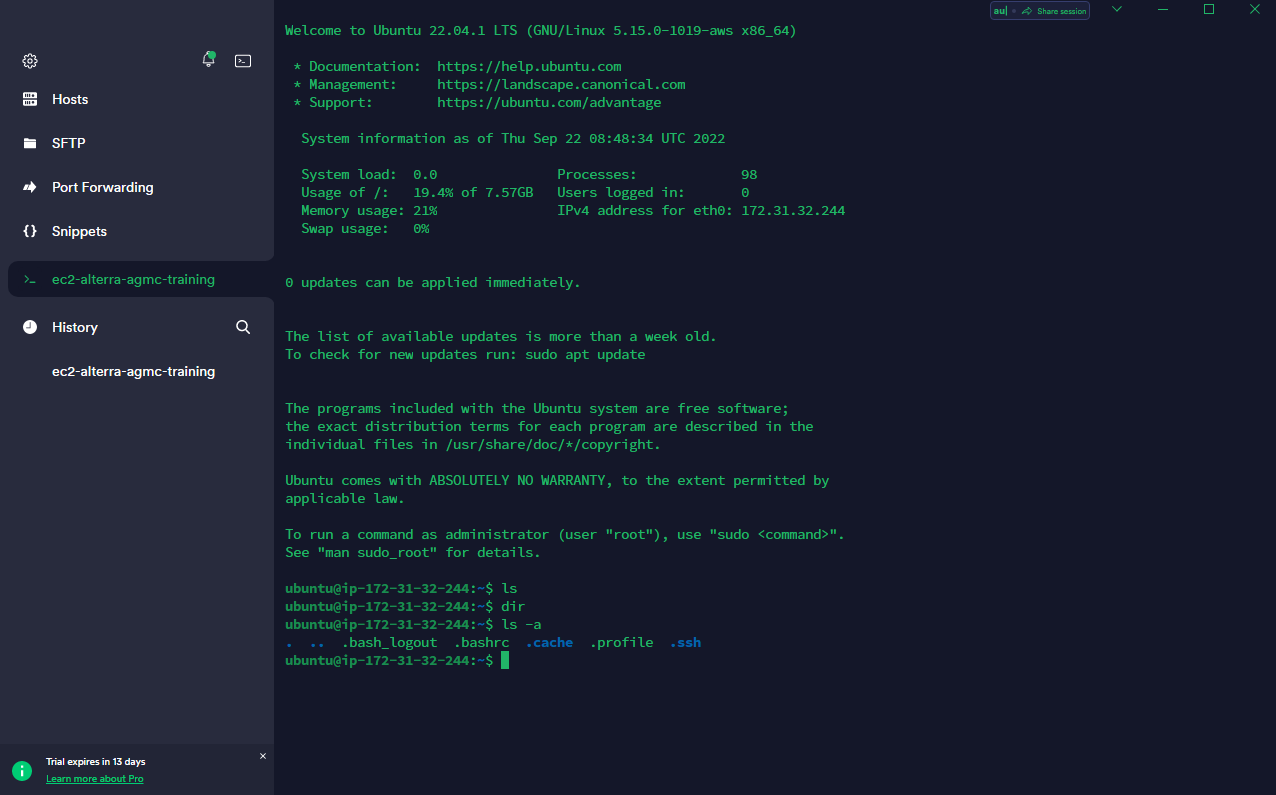 au| Share session
Hosts
SFTP
Port Forwarding
{} Snippets
>_ ec2-alterra-agmc-training
History
ec2-alterra-agmc-training
Trial expires in 13 days
Learn more about Pro
Welcome to Ubuntu 22.04.1 LTS (GNU/Linux 5.15.0-1019-aws x86_64)
* Documentation:  https://help.ubuntu.com
* Management:     https://landscape.canonical.com
* Support:        https://ubuntu.com/advantage
System information as of Thu Sep 22 08:48:34 UTC 2022
System load:  0.0               Processes:             98
Usage of /:   19.4% of 7.57GB   Users logged in:       0
Memory usage: 21%               IPv4 address for eth0: 172.31.32.244
Swap usage:   0%
0 updates can be applied immediately.
The list of available updates is more than a week old.
To check for new updates run: sudo apt update
The programs included with the Ubuntu system are free software;
the exact distribution terms for each program are described in the
individual files in /usr/share/doc/*/copyright.
Ubuntu comes with ABSOLUTELY NO WARRANTY, to the extent permitted by
applicable law.
To run a command as administrator (user "root"), use "sudo <command>".
See "man sudo_root" for details.
ubuntu@ip-172-31-32-244:~$ ls
ubuntu@ip-172-31-32-244:~$ dir
ubuntu@ip-172-31-32-244:~$ ls -a
.  ..  .bash_logout  .bashrc  .cache  .profile  .ssh
ubuntu@ip-172-31-32-244:~$